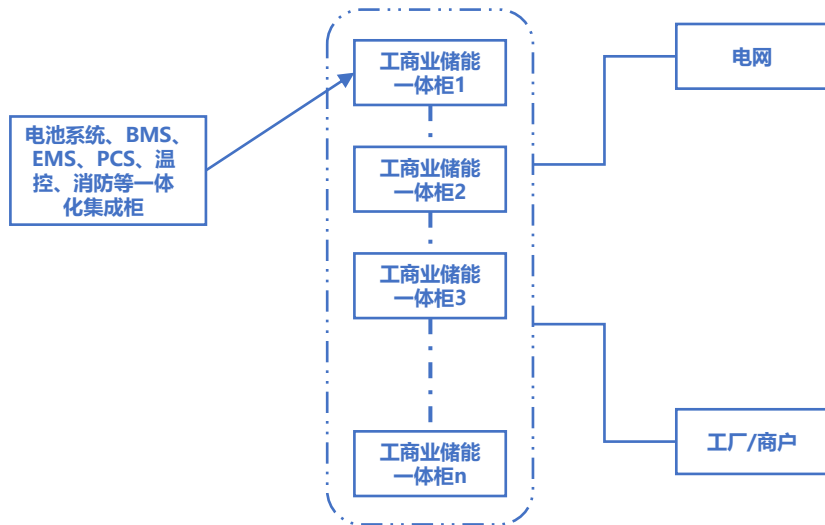 工商业储能
一体柜1
电网
电池系统、BMS、
EMS、PCS、温
控、消防等一体
化集成柜
工商业储能
一体柜2
工商业储能
一体柜3
工商业储能
一体柜n
工厂/商户